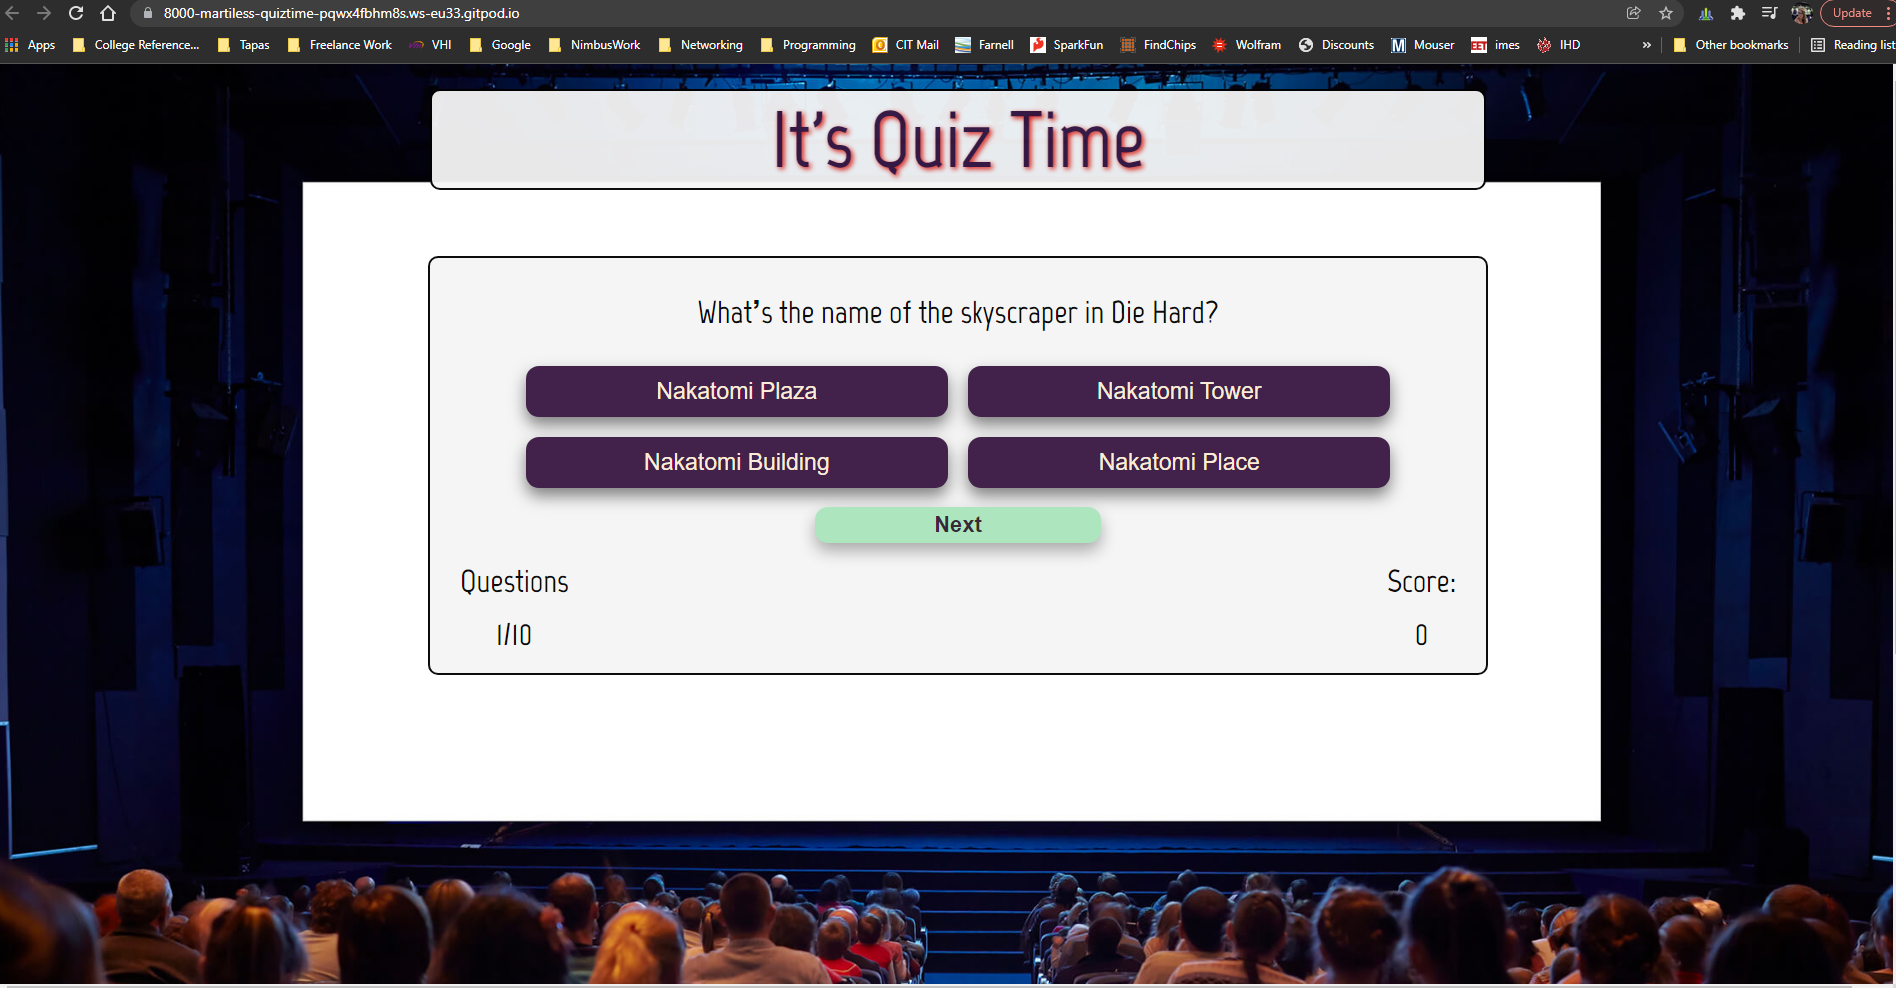 8000-martiless-quiztime-pqwx4fbhm8s.ws-eu33.gitpod.io
Update
Apps College Reference... Tapas Freelance Work VHI Google NimbusWork Networking Programming CIT Mail Farnell SparkFun FindChips Wolfram Discounts M Mouser EET imes IHD » Other bookmarks Reading list
It's Quiz Time
What's the name of the skyscraper in Die Hard?
Nakatomi Plaza Nakatomi Tower
Nakatomi Building Nakatomi Place
Next
Questions Score:
1/10 0